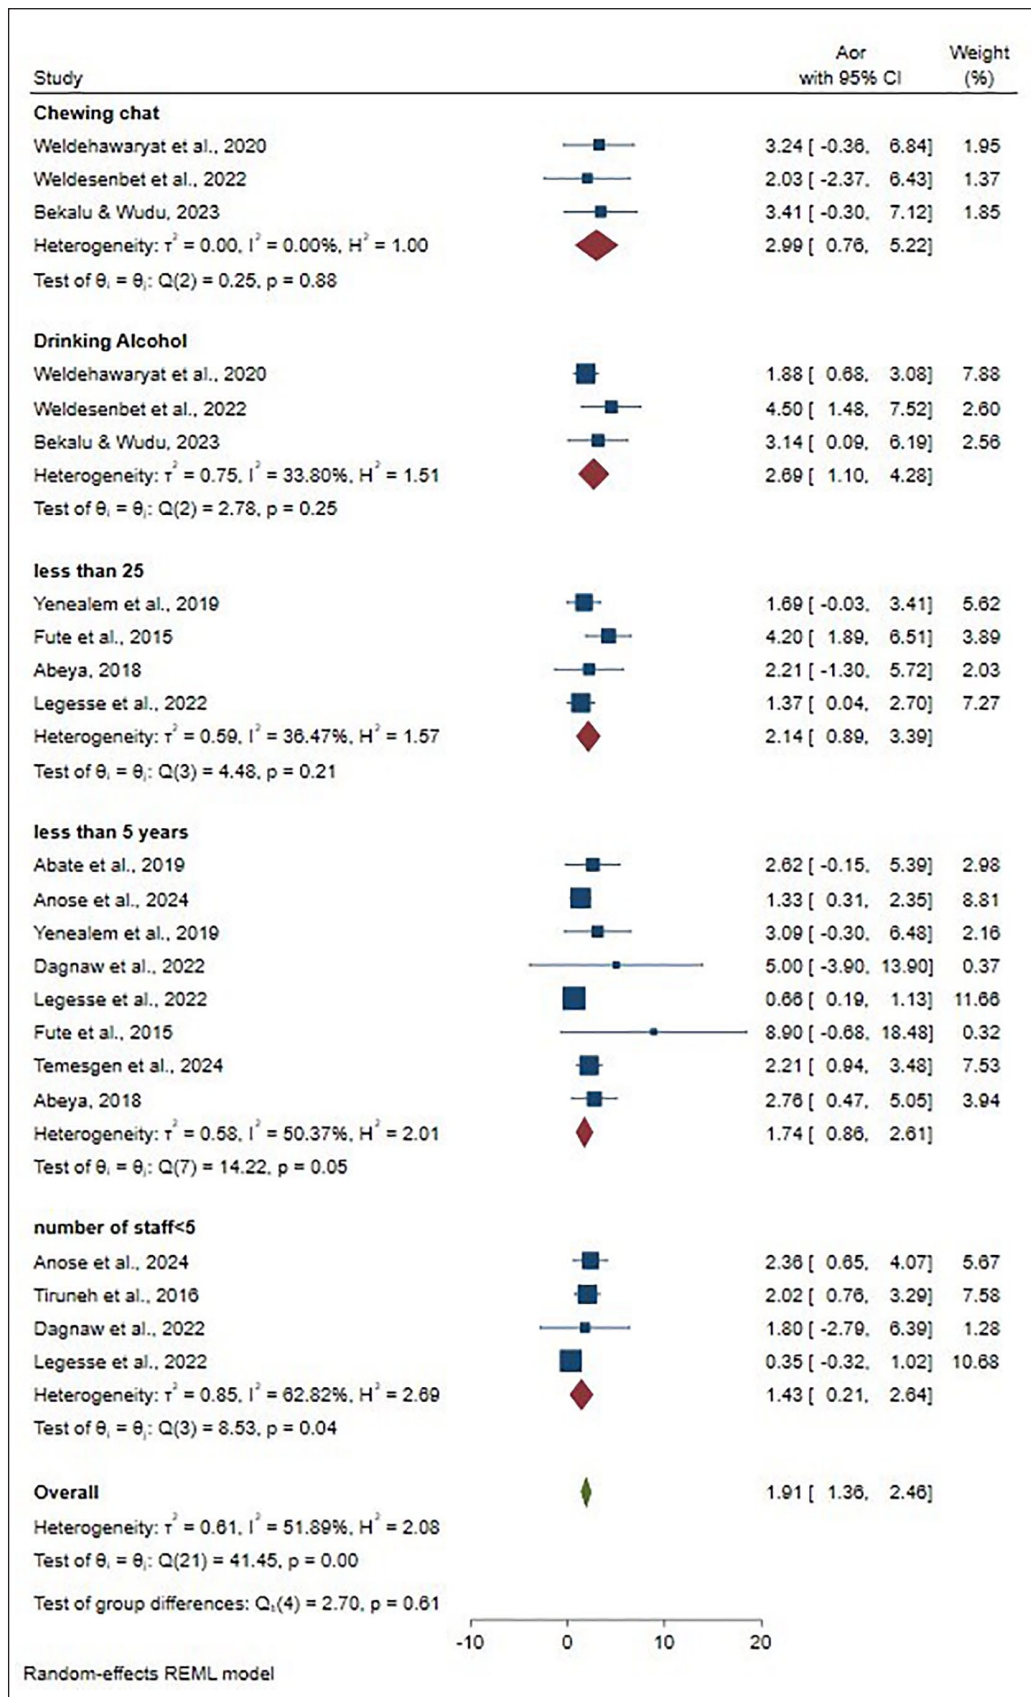 Aor Weight
Study with 95% CI (%)
Chewing chat
Weldehawaryat et al., 2020 3.24 [ -0.36, 6.84] 1.95
Weldesenbet et al., 2022 2.03 [ -2.37, 6.43] 1.37
Bekalu & Wudu, 2023 3.41 [ -0.30, 7.12] 1.85
Heterogeneity: τ² = 0.00, I² = 0.00%, H² = 1.00 2.99 [ 0.76, 5.22]
Test of θᵢ = θⱼ: Q(2) = 0.25, p = 0.88
Drinking Alcohol
Weldehawaryat et al., 2020 1.88 [ 0.68, 3.08] 7.88
Weldesenbet et al., 2022 4.50 [ 1.48, 7.52] 2.60
Bekalu & Wudu, 2023 3.14 [ 0.09, 6.19] 2.56
Heterogeneity: τ² = 0.75, I² = 33.80%, H² = 1.51 2.69 [ 1.10, 4.28]
Test of θᵢ = θⱼ: Q(2) = 2.78, p = 0.25
less than 25
Yenealem et al., 2019 1.69 [ -0.03, 3.41] 5.62
Fute et al., 2015 4.20 [ 1.89, 6.51] 3.89
Abeya, 2018 2.21 [ -1.30, 5.72] 2.03
Legesse et al., 2022 1.37 [ 0.04, 2.70] 7.27
Heterogeneity: τ² = 0.59, I² = 36.47%, H² = 1.57 2.14 [ 0.89, 3.39]
Test of θᵢ = θⱼ: Q(3) = 4.48, p = 0.21
less than 5 years
Abate et al., 2019 2.62 [ -0.15, 5.39] 2.98
Anose et al., 2024 1.33 [ 0.31, 2.35] 8.81
Yenealem et al., 2019 3.09 [ -0.30, 6.48] 2.16
Dagnaw et al., 2022 5.00 [ -3.90, 13.90] 0.37
Legesse et al., 2022 0.66 [ 0.19, 1.13] 11.66
Fute et al., 2015 8.90 [ -0.68, 18.48] 0.32
Temesgen et al., 2024 2.21 [ 0.94, 3.48] 7.53
Abeya, 2018 2.76 [ 0.47, 5.05] 3.94
Heterogeneity: τ² = 0.58, I² = 50.37%, H² = 2.01 1.74 [ 0.86, 2.61]
Test of θᵢ = θⱼ: Q(7) = 14.22, p = 0.05
number of staff<5
Anose et al., 2024 2.36 [ 0.65, 4.07] 5.67
Tiruneh et al., 2016 2.02 [ 0.76, 3.29] 7.58
Dagnaw et al., 2022 1.80 [ -2.79, 6.39] 1.28
Legesse et al., 2022 0.35 [ -0.32, 1.02] 10.68
Heterogeneity: τ² = 0.85, I² = 62.82%, H² = 2.69 1.43 [ 0.21, 2.64]
Test of θᵢ = θⱼ: Q(3) = 8.53, p = 0.04
Overall 1.91 [ 1.36, 2.46]
Heterogeneity: τ² = 0.61, I² = 51.89%, H² = 2.08
Test of θᵢ = θⱼ: Q(21) = 41.45, p = 0.00
Test of group differences: Q_b(4) = 2.70, p = 0.61
-10 0 10 20
Random-effects REML model